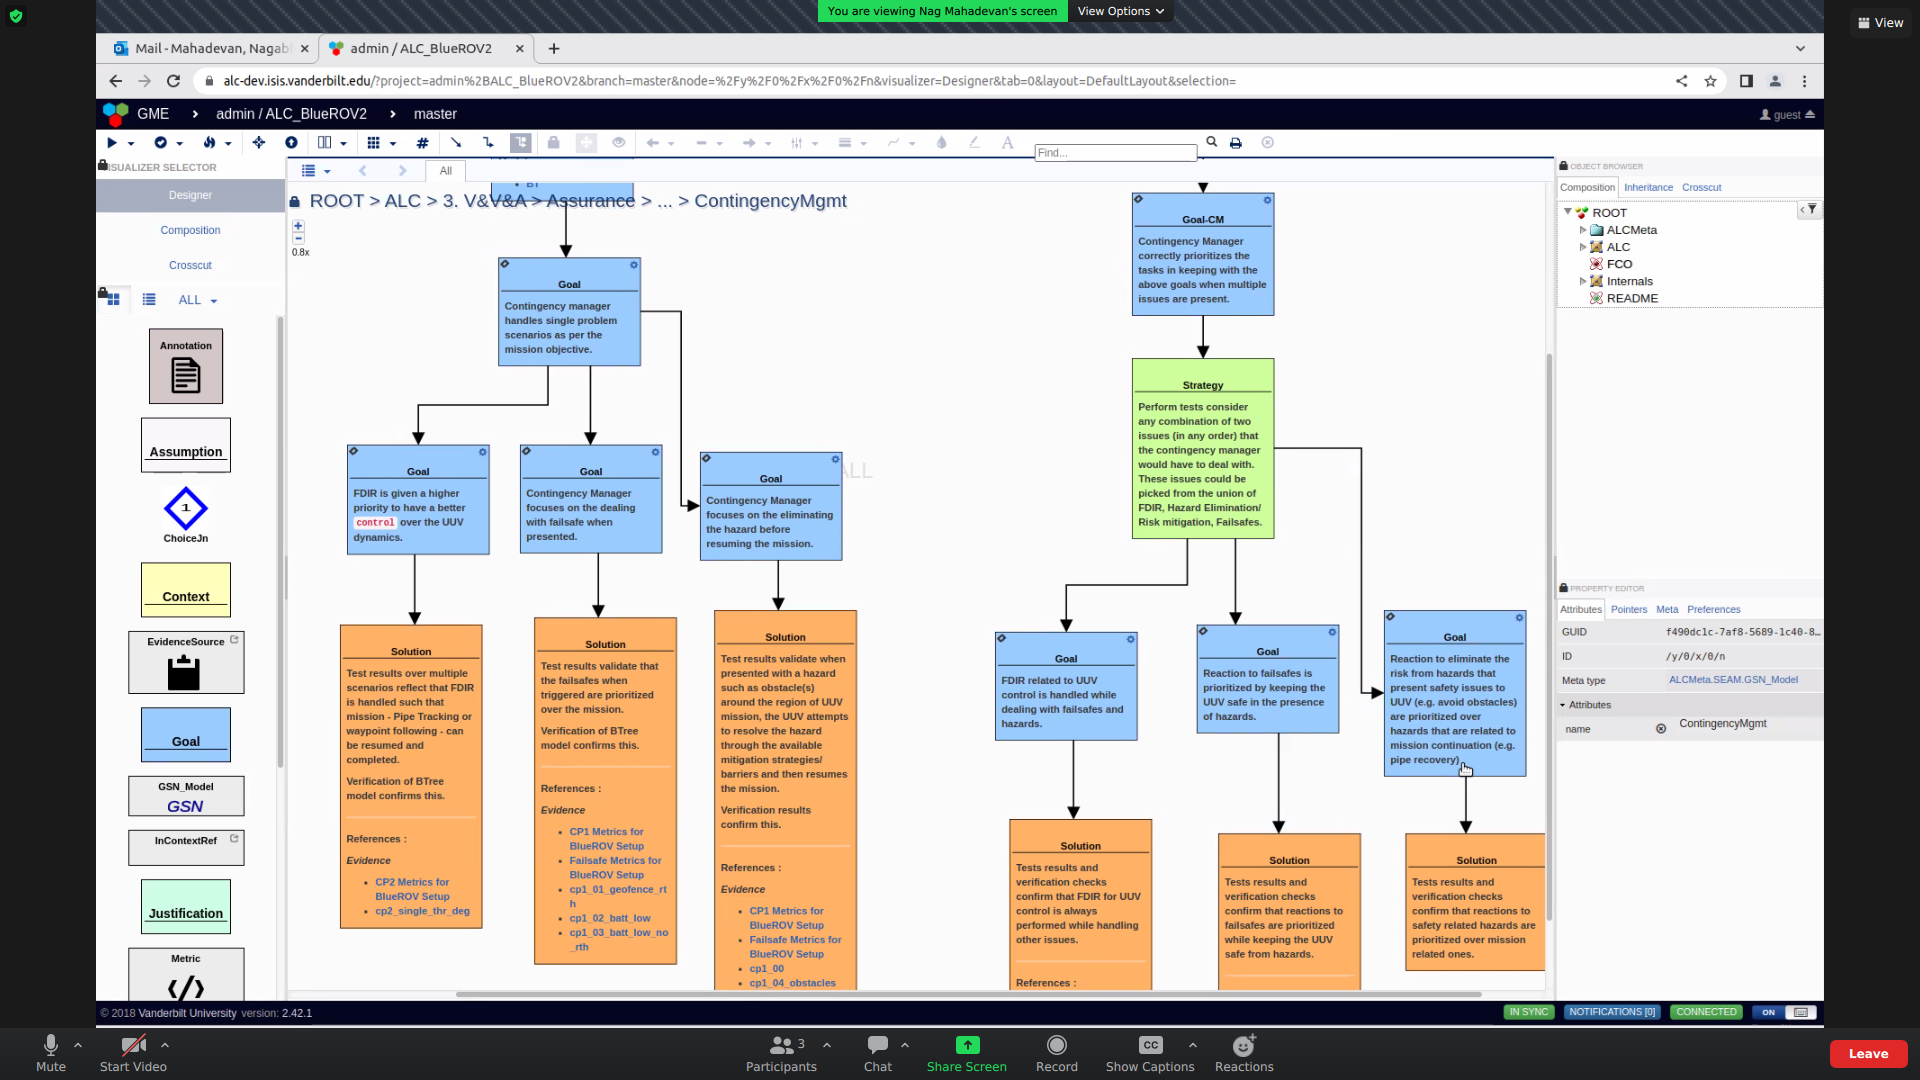 You are viewing Nag Mahadevan's screen
View Options
View
Mail - Mahadevan, Nagab
admin / ALC_BlueROV2
alc-dev.isis.vanderbilt.edu/?project=admin%2BALC_BlueROV2&branch=master&node=%2Fy%2F0%2Fx%2F0%2Fn&visualizer=Designer&tab=0&layout=DefaultLayout&selection=
GME > admin / ALC_BlueROV2 > master
guest
Find...
ISUALIZER SELECTOR
Designer
Composition
Crosscut
ALL
Annotation
Assumption
1
ChoiceJn
Context
EvidenceSource
Goal
GSN_Model
GSN
InContextRef
Justification
Metric
All
BT
ROOT > ALC > 3. V&V&A > Assurance > ... > ContingencyMgmt
0.8x
ALL
Goal
Contingency manager
handles single problem
scenarios as per the
mission objective.
Goal
FDIR is given a higher
priority to have a better
control over the UUV
dynamics.
Goal
Contingency Manager
focuses on the dealing
with failsafe when
presented.
Goal
Contingency Manager
focuses on the eliminating
the hazard before
resuming the mission.
Solution
Test results over multiple
scenarios reflect that FDIR
is handled such that
mission - Pipe Tracking or
waypoint following - can
be resumed and
completed.
Verification of BTree
model confirms this.
References :
Evidence
CP2 Metrics for
BlueROV Setup
cp2_single_thr_deg
Solution
Test results validate that
the failsafes when
triggered are prioritized
over the mission.
Verification of BTree
model confirms this.
References :
Evidence
CP1 Metrics for
BlueROV Setup
Failsafe Metrics for
BlueROV Setup
cp1_01_geofence_rt
h
cp1_02_batt_low
cp1_03_batt_low_no
_rth
Solution
Test results validate when
presented with a hazard
such as obstacle(s)
around the region of UUV
mission, the UUV attempts
to resolve the hazard
through the available
mitigation strategies/
barriers and then resumes
the mission.
Verification results
confirm this.
References :
Evidence
CP1 Metrics for
BlueROV Setup
Failsafe Metrics for
BlueROV Setup
cp1_00
cp1_04_obstacles
Goal-CM
Contingency Manager
correctly prioritizes the
tasks in keeping with the
above goals when multiple
issues are present.
Strategy
Perform tests consider
any combination of two
issues (in any order) that
the contingency manager
would have to deal with.
These issues could be
picked from the union of
FDIR, Hazard Elimination/
Risk mitigation, Failsafes.
Goal
FDIR related to UUV
control is handled while
dealing with failsafes and
hazards.
Goal
Reaction to failsafes is
prioritized by keeping the
UUV safe in the presence
of hazards.
Goal
Reaction to eliminate the
risk from hazards that
present safety issues to
UUV (e.g. avoid obstacles)
are prioritized over
hazards that are related to
mission continuation (e.g.
pipe recovery)
Solution
Tests results and
verification checks
confirm that FDIR for UUV
control is always
performed while handling
other issues.
References :
Solution
Tests results and
verification checks
confirm that reactions to
failsafes are prioritized
while keeping the UUV
safe from hazards.
Solution
Tests results and
verification checks
confirm that reactions to
safety related hazards are
prioritized over mission
related ones.
OBJECT BROWSER
Composition Inheritance Crosscut
ROOT
ALCMeta
ALC
FCO
Internals
README
PROPERTY EDITOR
Attributes Pointers Meta Preferences
GUID f490dc1c-7af8-5689-1c40-8...
ID /y/0/x/0/n
Meta type ALCMeta.SEAM.GSN_Model
Attributes
name ContingencyMgmt
© 2018 Vanderbilt University version: 2.42.1
IN SYNC NOTIFICATIONS [0] CONNECTED ON
Mute
Start Video
3
Participants
Chat
Share Screen
Record
CC
Show Captions
Reactions
Leave